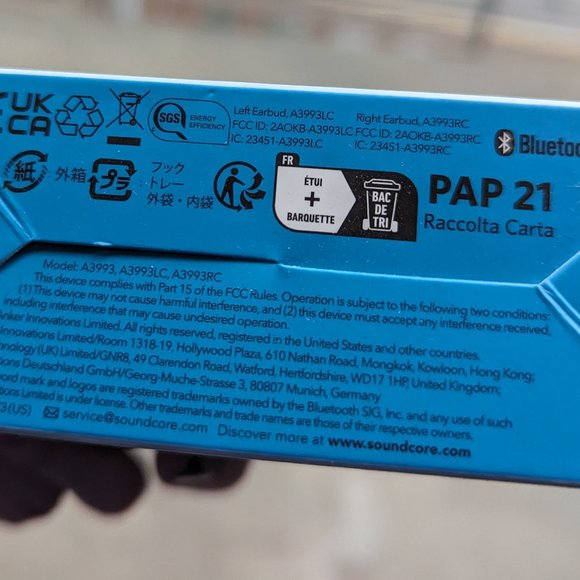 UK
CA
SGS ENERGY EFFICIENCY
Left Earbud, A3993LC
FCC ID: 2AOKB-A3993LC
IC: 23451-A3993LC
Right Earbud, A3993RC
FCC ID: 2AOKB-A3993RC
IC: 23451-A3993RC
紙
外箱
プラ
フック
トレー
外袋・内袋
FR
ÉTUI
+
BARQUETTE
BAC
DE
TRI
PAP 21
Raccolta Carta
Model: A3993, A3993LC, A3993RC
This device complies with Part 15 of the FCC Rules. Operation is subject to the following two conditions:
(1) This device may not cause harmful interference, and (2) this device must accept any interference received,
including interference that may cause undesired operation.
Innovations Limited. All rights reserved, registered in the United States and other countries.
Innovations Limited/Room 1318-19, Hollywood Plaza, 610 Nathan Road, Mongkok, Kowloon, Hong Kong;
(UK) Limited/GNR8, 49 Clarendon Road, Watford, Hertfordshire, WD17 1HP, United Kingdom;
Deutschland GmbH/Georg-Muche-Strasse 3, 80807 Munich, Germany
mark and logos are registered trademarks owned by the Bluetooth SIG, Inc. and any use of such
Limited is under license. Other trademarks and trade names are those of their respective owners.
(US) service@soundcore.com Discover more at www.soundcore.com